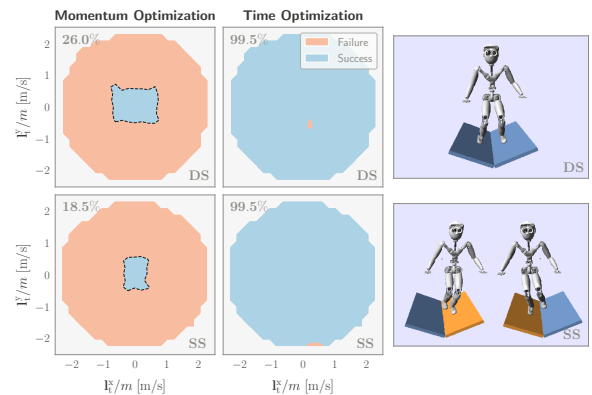 Momentum Optimization
Time Optimization
26.0%
99.5%
Failure
Success
2
1
0
−1
−2
l_t^y/m [m/s]
DS
DS
DS
18.5%
99.5%
2
1
0
−1
−2
l_t^y/m [m/s]
SS
SS
SS
−2 −1 0 1 2
−2 −1 0 1 2
l_t^x/m [m/s]
l_t^x/m [m/s]